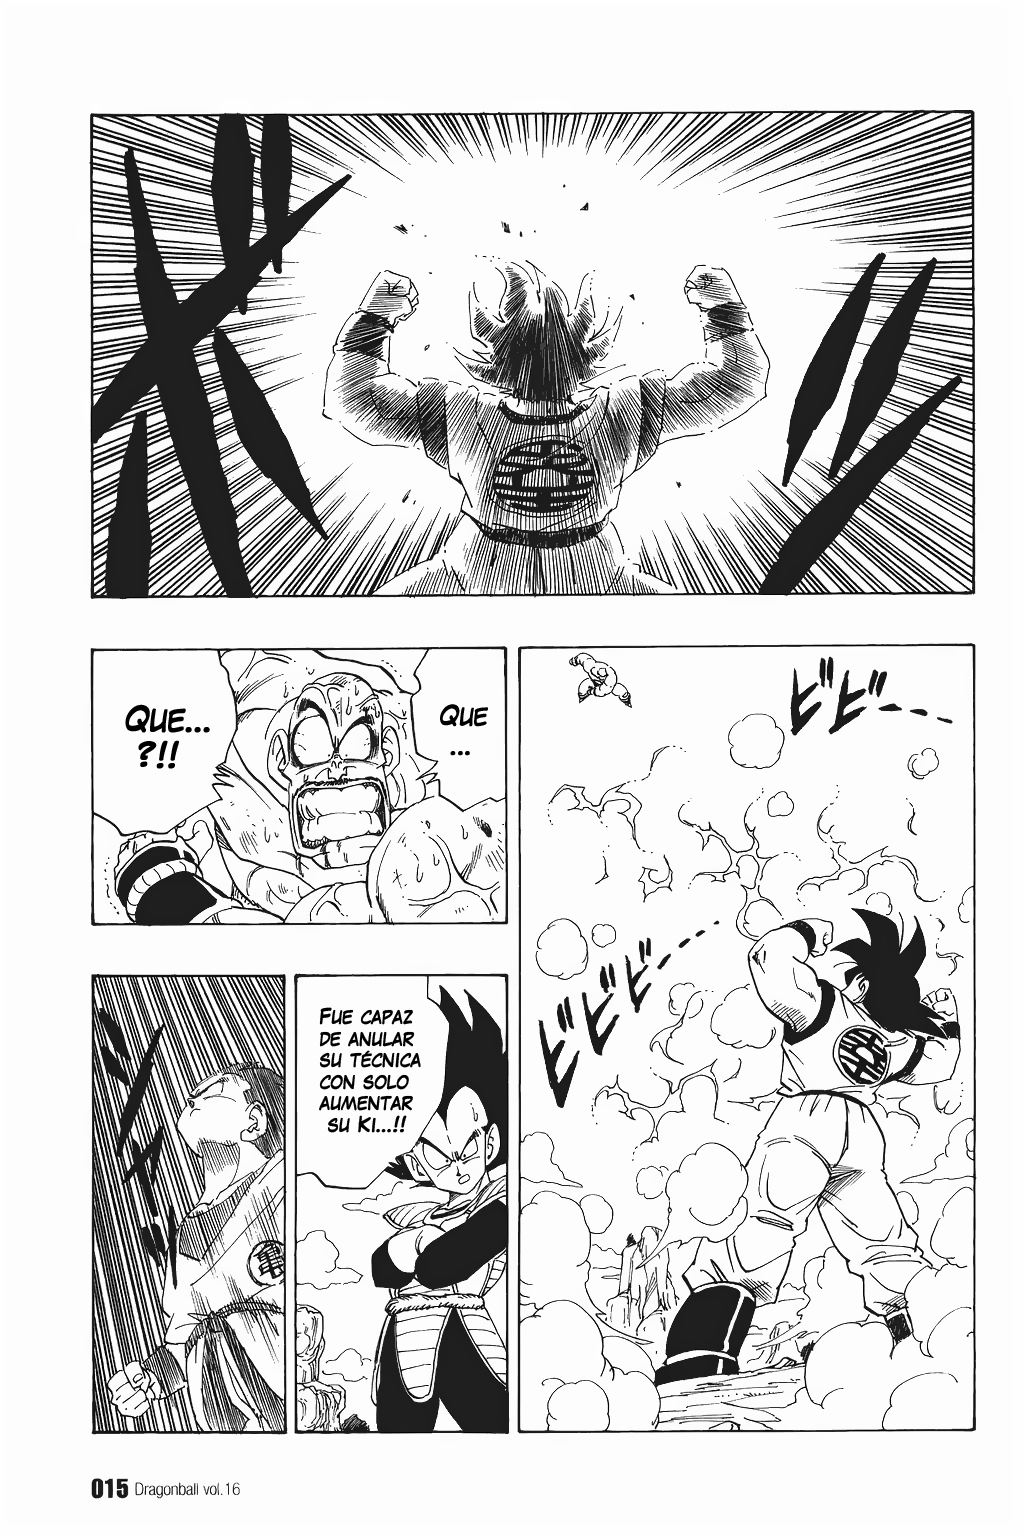 ビビ
ビビビ
QUE
...
QUE...
?!!
FUE CAPAZ
DE ANULAR
SU TÉCNICA
CON SOLO
AUMENTAR
SU KI...!!
亀
015 Dragonball vol.16